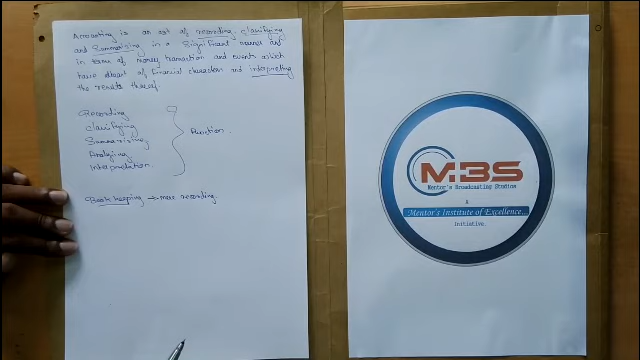 Accounting is an art of recording, classifying
and Summarising in a Significant manner and
in terms of money, transaction and events which
have atleast of financial character and interpreting
the results thereof.
Recording
classifying
Summarising
Analyzing
Interpretation
Function.
Book keeping → mere recording.
MBS
Mentor's Broadcasting Studios
&
Mentor's Institute of Excellence...
Initiative.